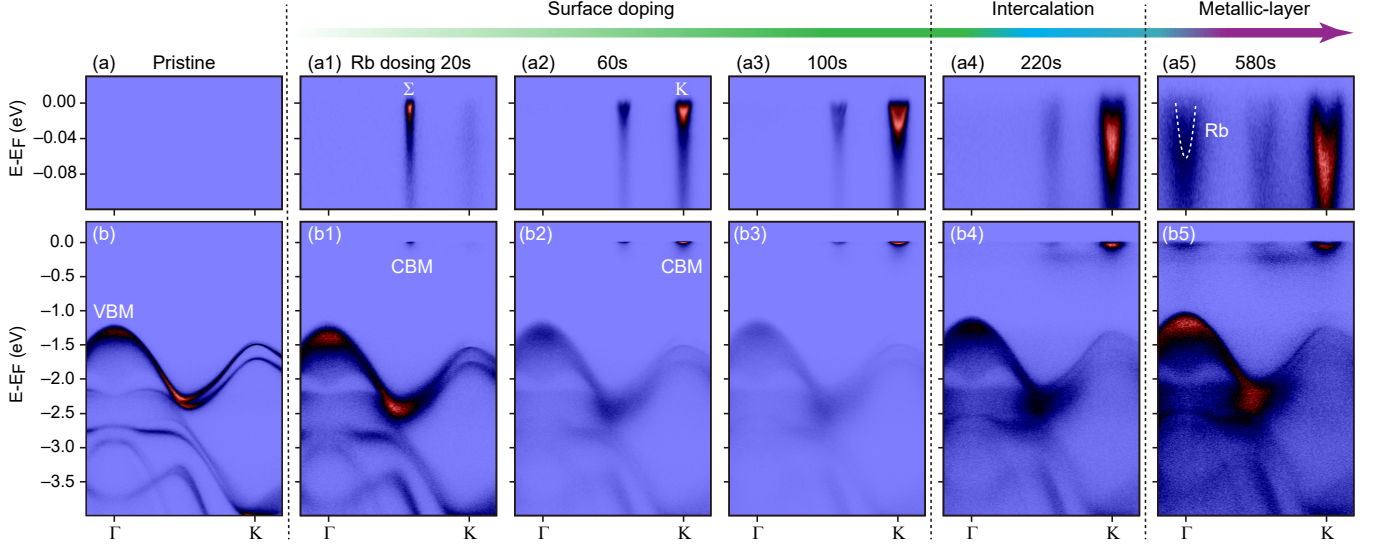 Surface doping Intercalation Metallic-layer
(a) Pristine (a1) Rb dosing 20s (a2) 60s (a3) 100s (a4) 220s (a5) 580s
E-EF (eV)
0.00
−0.04
−0.08
Σ
K
Rb
E-EF (eV)
0.0
−0.5
−1.0
−1.5
−2.0
−2.5
−3.0
−3.5
(b) (b1) (b2) (b3) (b4) (b5)
CBM CBM
VBM
Γ K Γ K Γ K Γ K Γ K Γ K